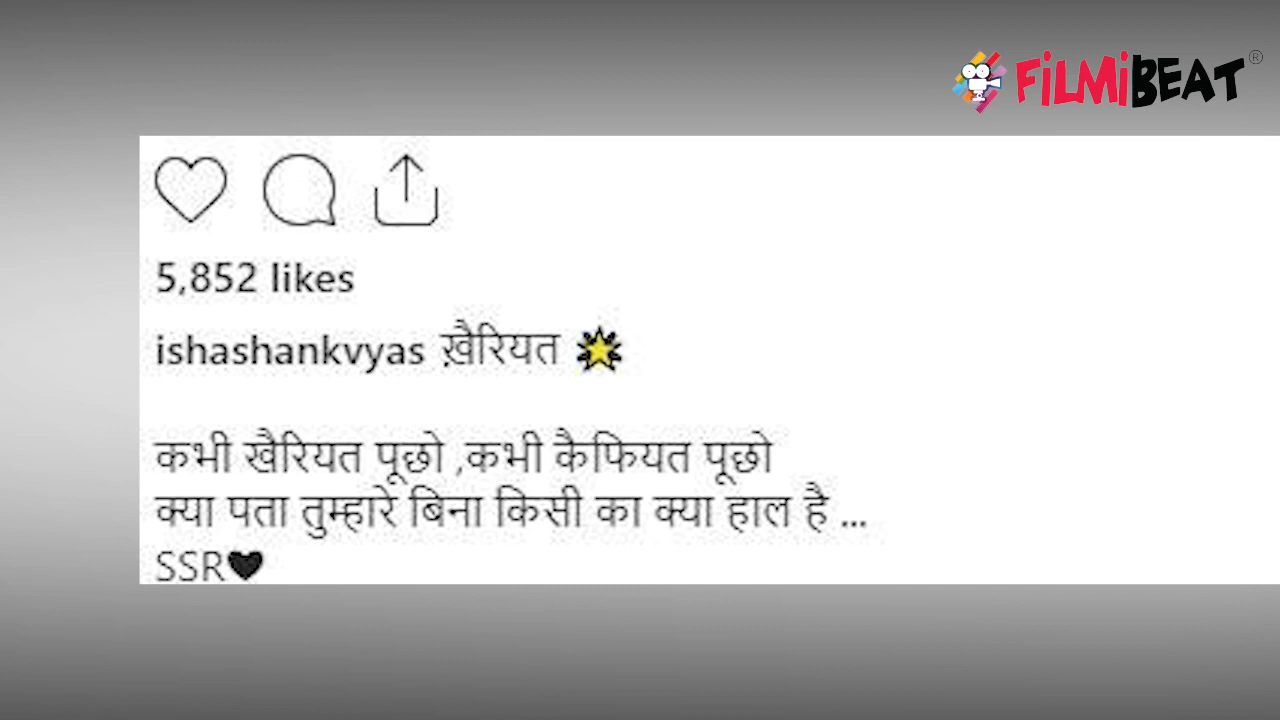 FiLMiBEAT®
5,852 likes
ishashankvyas ख़ैरियत 🌟
कभी खैरियत पूछो ,कभी कैफियत पूछो
क्या पता तुम्हारे बिना किसी का क्या हाल है ...
SSR🖤